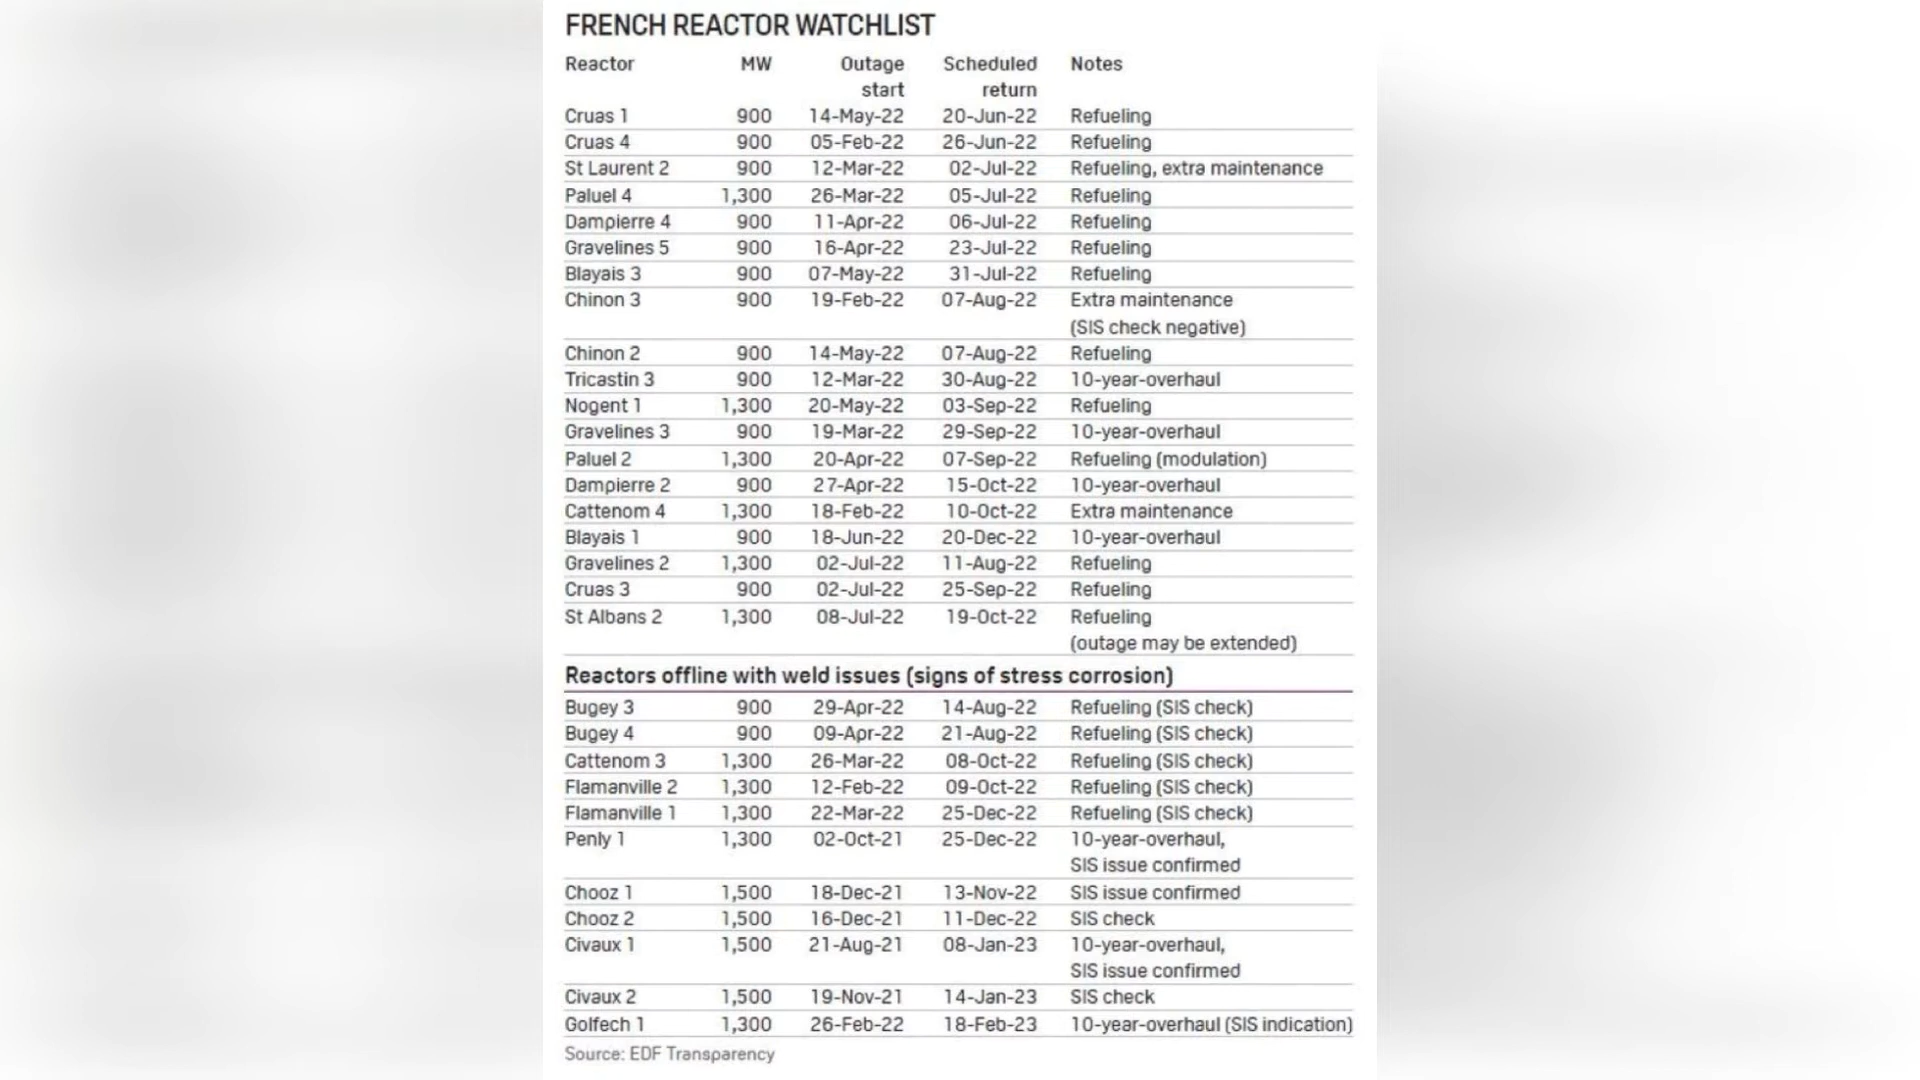 FRENCH REACTOR WATCHLIST
Reactor MW Outage start Scheduled return Notes
Cruas 1 900 14-May-22 20-Jun-22 Refueling
Cruas 4 900 05-Feb-22 26-Jun-22 Refueling
St Laurent 2 900 12-Mar-22 02-Jul-22 Refueling, extra maintenance
Paluel 4 1,300 26-Mar-22 05-Jul-22 Refueling
Dampierre 4 900 11-Apr-22 06-Jul-22 Refueling
Gravelines 5 900 16-Apr-22 23-Jul-22 Refueling
Blayais 3 900 07-May-22 31-Jul-22 Refueling
Chinon 3 900 19-Feb-22 07-Aug-22 Extra maintenance
(SIS check negative)
Chinon 2 900 14-May-22 07-Aug-22 Refueling
Tricastin 3 900 12-Mar-22 30-Aug-22 10-year-overhaul
Nogent 1 1,300 20-May-22 03-Sep-22 Refueling
Gravelines 3 900 19-Mar-22 29-Sep-22 10-year-overhaul
Paluel 2 1,300 20-Apr-22 07-Sep-22 Refueling (modulation)
Dampierre 2 900 27-Apr-22 15-Oct-22 10-year-overhaul
Cattenom 4 1,300 18-Feb-22 10-Oct-22 Extra maintenance
Blayais 1 900 18-Jun-22 20-Dec-22 10-year-overhaul
Gravelines 2 1,300 02-Jul-22 11-Aug-22 Refueling
Cruas 3 900 02-Jul-22 25-Sep-22 Refueling
St Albans 2 1,300 08-Jul-22 19-Oct-22 Refueling
(outage may be extended)
Reactors offline with weld issues (signs of stress corrosion)
Bugey 3 900 29-Apr-22 14-Aug-22 Refueling (SIS check)
Bugey 4 900 09-Apr-22 21-Aug-22 Refueling (SIS check)
Cattenom 3 1,300 26-Mar-22 08-Oct-22 Refueling (SIS check)
Flamanville 2 1,300 12-Feb-22 09-Oct-22 Refueling (SIS check)
Flamanville 1 1,300 22-Mar-22 25-Dec-22 Refueling (SIS check)
Penly 1 1,300 02-Oct-21 25-Dec-22 10-year-overhaul,
SIS issue confirmed
Chooz 1 1,500 18-Dec-21 13-Nov-22 SIS issue confirmed
Chooz 2 1,500 16-Dec-21 11-Dec-22 SIS check
Civaux 1 1,500 21-Aug-21 08-Jan-23 10-year-overhaul,
SIS issue confirmed
Civaux 2 1,500 19-Nov-21 14-Jan-23 SIS check
Golfech 1 1,300 26-Feb-22 18-Feb-23 10-year-overhaul (SIS indication)
Source: EDF Transparency